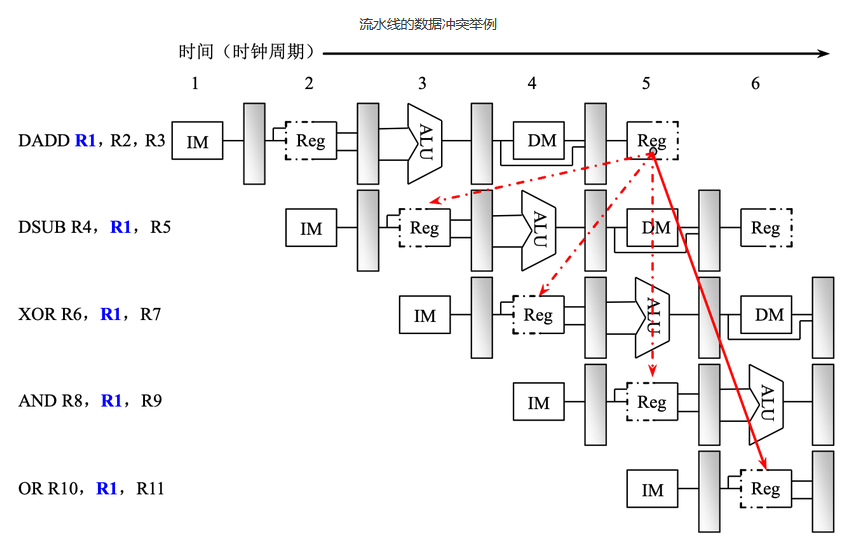 流水线的数据冲突举例
时间（时钟周期）
1 2 3 4 5 6
DADD R1，R2，R3 IM Reg ALU DM Reg
DSUB R4，R1，R5 IM Reg ALU DM Reg
XOR R6，R1，R7 IM Reg ALU DM
AND R8，R1，R9 IM Reg ALU
OR R10，R1，R11 IM Reg